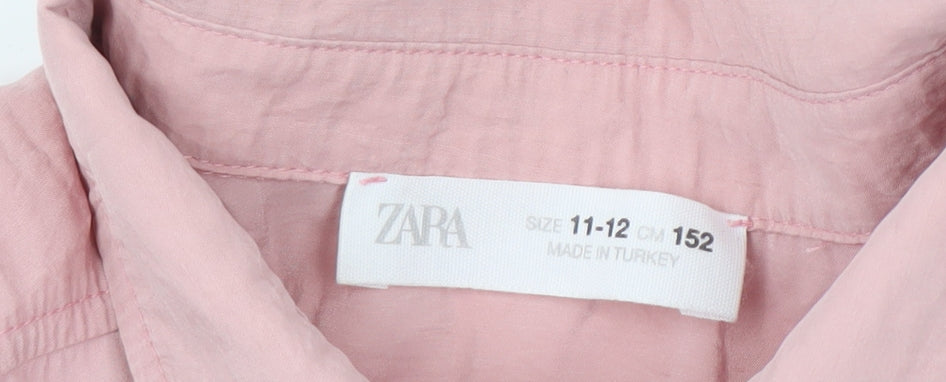 ZARA
SIZE 11-12 CM 152
MADE IN TURKEY